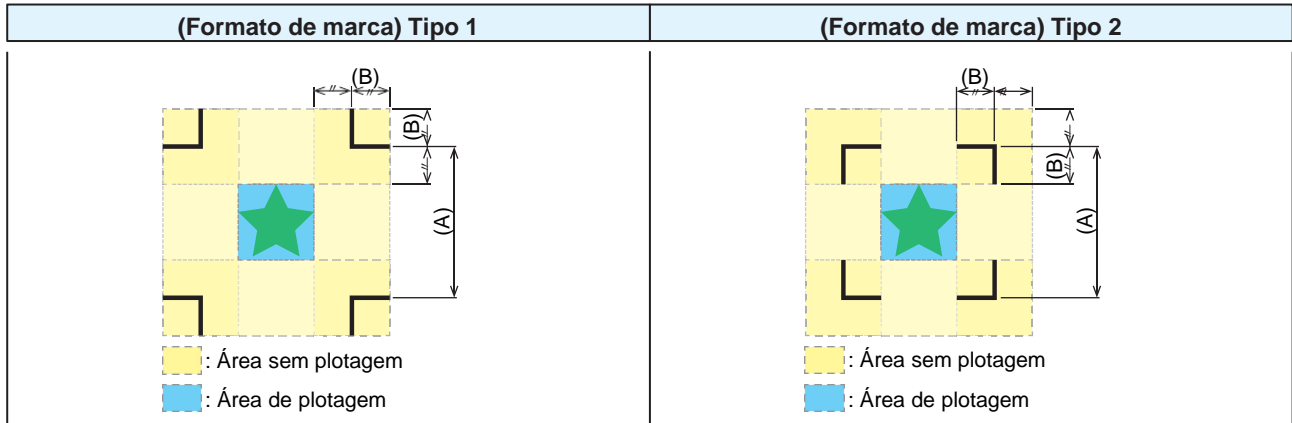 (Formato de marca) Tipo 1
(Formato de marca) Tipo 2
(B)
(B)
(A)
: Área sem plotagem
: Área de plotagem
(B)
(B)
(A)
: Área sem plotagem
: Área de plotagem